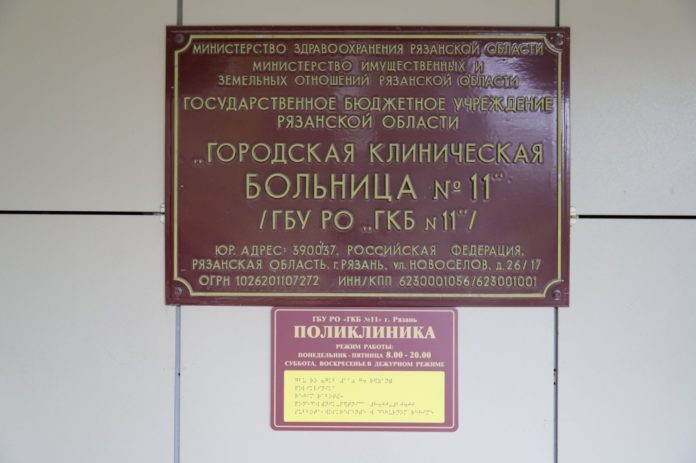 МИНИСТЕРСТВО ЗДРАВООХРАНЕНИЯ РЯЗАНСКОЙ ОБЛАСТИ
МИНИСТЕРСТВО ИМУЩЕСТВЕННЫХ И
ЗЕМЕЛЬНЫХ ОТНОШЕНИЙ РЯЗАНСКОЙ ОБЛАСТИ
ГОСУДАРСТВЕННОЕ БЮДЖЕТНОЕ УЧРЕЖДЕНИЕ
РЯЗАНСКОЙ ОБЛАСТИ
„ГОРОДСКАЯ КЛИНИЧЕСКАЯ
БОЛЬНИЦА № 11"
/ГБУ РО „ГКБ N 11"/
ЮР. АДРЕС: 390037, РОССИЙСКАЯ ФЕДЕРАЦИЯ,
РЯЗАНСКАЯ ОБЛАСТЬ, г. РЯЗАНЬ, ул. НОВОСЕЛОВ, д. 26/17
ОГРН 1026201107272 ИНН/КПП 6230001056/623001001
ГБУ РО «ГКБ №11» г. Рязань
ПОЛИКЛИНИКА
РЕЖИМ РАБОТЫ:
ПОНЕДЕЛЬНИК - ПЯТНИЦА 8.00 - 20.00
СУББОТА, ВОСКРЕСЕНЬЕ В ДЕЖУРНОМ РЕЖИМЕ